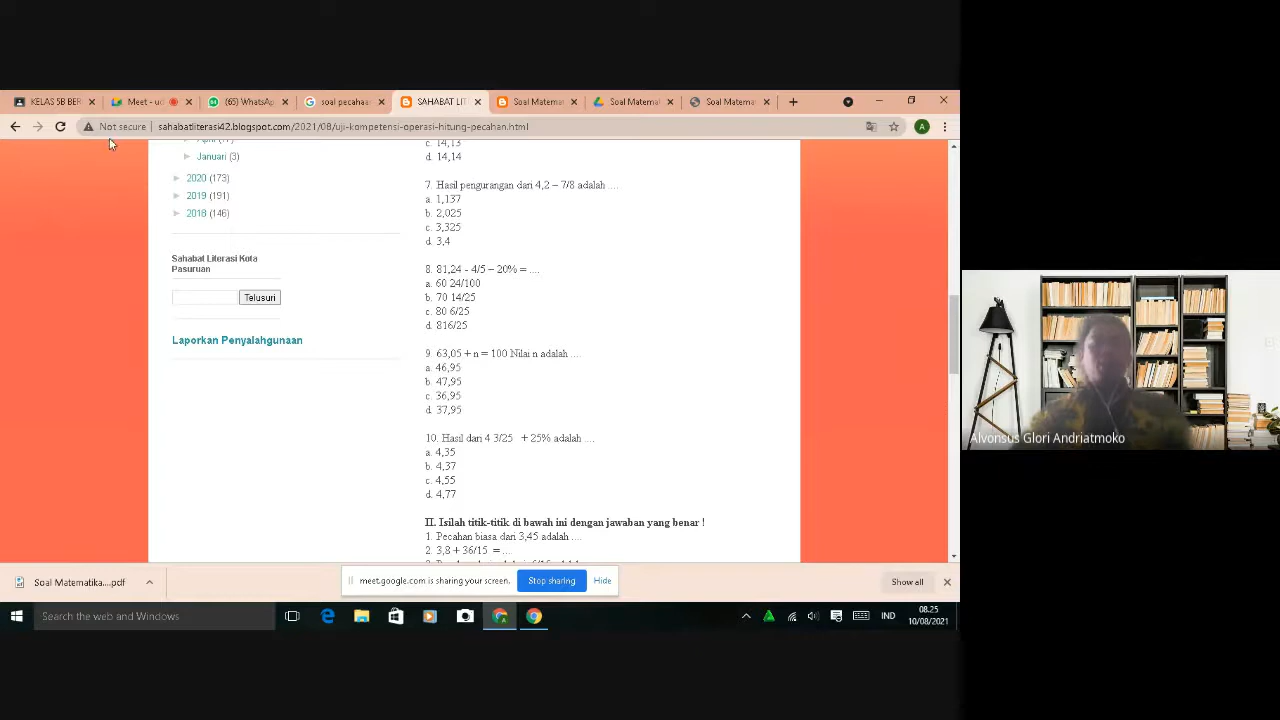 KELAS 5B BER
Meet - ud
(65) WhatsAp
soal pecahaa
SAHABAT LIT
Soal Matemat
Soal Matemat
Soal Matema
Not secure
sahabatliterasi42.blogspot.com/2021/08/uji-kompetensi-operasi-hitung-pecahan.html
Januari (3)
2020 (173)
2019 (191)
2018 (146)
Sahabat Literasi Kota
Pasuruan
Telusuri
Laporkan Penyalahgunaan
c. 14,13
d. 14,14
7. Hasil pengurangan dari 4,2 – 7/8 adalah ....
a. 1,137
b. 2,025
c. 3,325
d. 3,4
8. 81,24 - 4/5 – 20% = ....
a. 60 24/100
b. 70 14/25
c. 80 6/25
d. 816/25
9. 63,05 + n = 100 Nilai n adalah ....
a. 46,95
b. 47,95
c. 36,95
d. 37,95
10. Hasil dari 4 3/25 + 25% adalah ....
a. 4,35
b. 4,37
c. 4,55
d. 4,77
II. Isilah titik-titik di bawah ini dengan jawaban yang benar !
1. Pecahan biasa dari 3,45 adalah ....
2. 3,8 + 36/15 = ....
Alvonsus Glori Andriatmoko
Soal Matematika....pdf
meet.google.com is sharing your screen.
Stop sharing
Hide
Show all
Search the web and Windows
IND
08.25
10/08/2021